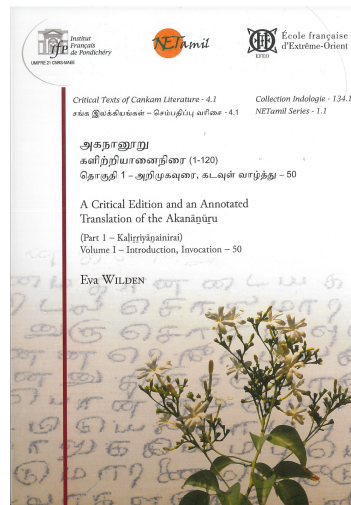 Institut
Français
de Pondichéry
ifp
UMIFRE 21 CNRS-MAEE
NETamil
EFEO
École française
d'Extrême-Orient
Critical Texts of Cankam Literature - 4.1
Collection Indologie - 134.1
சங்க இலக்கியங்கள் – செம்பதிப்பு வரிசை - 4.1
NETamil Series - 1.1
அகநானூறு
களிற்றியானைநிரை (1-120)
தொகுதி 1 – அறிமுகவுரை, கடவுள் வாழ்த்து – 50
A Critical Edition and an Annotated
Translation of the Akanāṉūṟu
(Part 1 – Kaḷiṟṟiyāṉainirai)
Volume I – Introduction, Invocation – 50
Eva Wilden